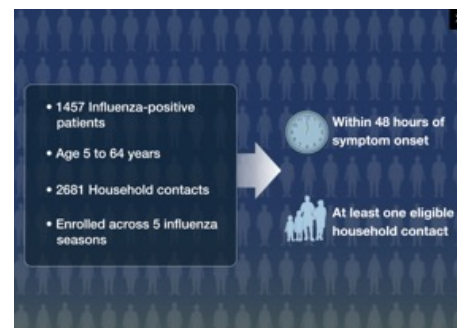 • 1457 Influenza-positive
patients
• Age 5 to 64 years
• 2681 Household contacts
• Enrolled across 5 influenza
seasons
Within 48 hours of
symptom onset
At least one eligible
household contact